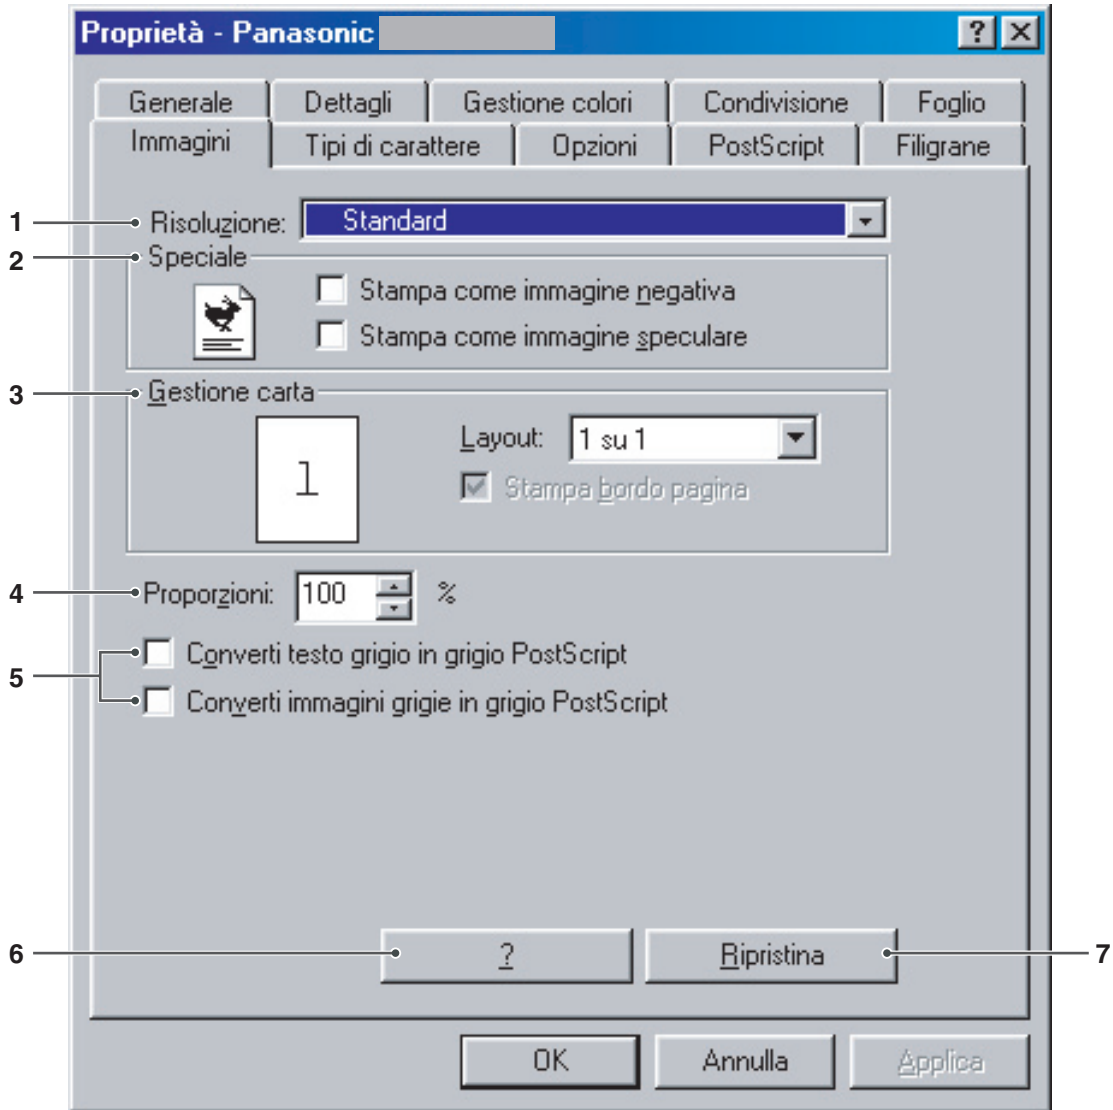 Proprietà - Panasonic
Generale Dettagli Gestione colori Condivisione Foglio
Immagini Tipi di carattere Opzioni PostScript Filigrane
1 Risoluzione: Standard
2 Speciale
Stampa come immagine negativa
Stampa come immagine speculare
3 Gestione carta
1 Layout: 1 su 1
Stampa bordo pagina
4 Proporzioni: 100 %
5 Converti testo grigio in grigio PostScript
Converti immagini grigie in grigio PostScript
6 ? Ripristina 7
OK Annulla Applica